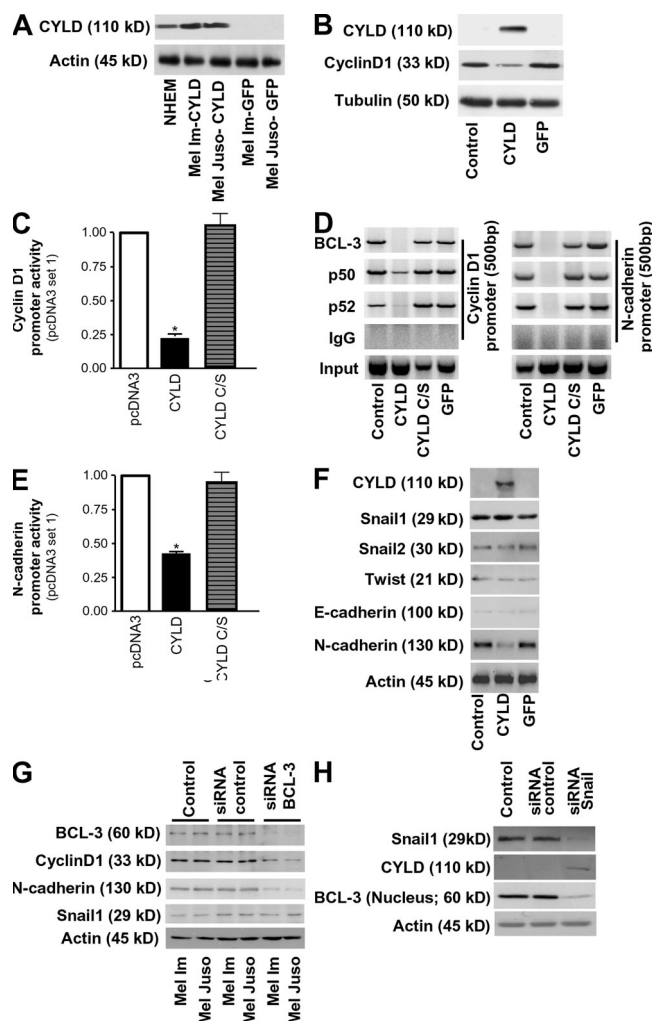 A
CYLD (110 kD)
Actin (45 kD)
NHEM
Mel Im-CYLD
Mel Juso- CYLD
Mel Im-GFP
Mel Juso- GFP
B
CYLD (110 kD)
CyclinD1 (33 kD)
Tubulin (50 kD)
Control
CYLD
GFP
C
Cyclin D1
promoter activity
(pcDNA3 set 1)
1.00
0.75
0.50
0.25
0.00
*
pcDNA3
CYLD
CYLD C/S
D
BCL-3
p50
p52
IgG
Input
Control
CYLD
CYLD C/S
GFP
Cyclin D1
promoter (500bp)
Control
CYLD
CYLD C/S
GFP
N-cadherin
promoter (500bp)
E
N-cadherin
promoter activity
(pcDNA3 set 1)
1.00
0.75
0.50
0.25
0.00
*
pcDNA3
CYLD
CYLD C/S
F
CYLD (110 kD)
Snail1 (29 kD)
Snail2 (30 kD)
Twist (21 kD)
E-cadherin (100 kD)
N-cadherin (130 kD)
Actin (45 kD)
Control
CYLD
GFP
G
Control
siRNA
control
siRNA
BCL-3
BCL-3 (60 kD)
CyclinD1 (33 kD)
N-cadherin (130 kD)
Snail1 (29 kD)
Actin (45 kD)
Mel Im
Mel Juso
Mel Im
Mel Juso
Mel Im
Mel Juso
H
Control
siRNA
control
siRNA
Snail
Snail1 (29kD)
CYLD (110 kD)
BCL-3 (Nucleus; 60 kD)
Actin (45 kD)